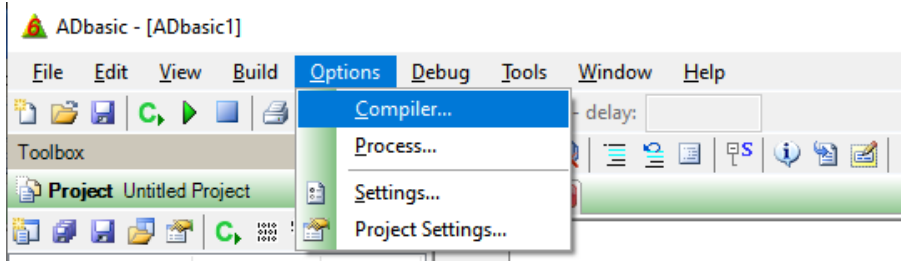 ADbasic - [ADbasic1]
File Edit View Build Options Debug Tools Window Help
Compiler...
- delay:
Process...
Toolbox
Settings...
Project Untitled Project
Project Settings...